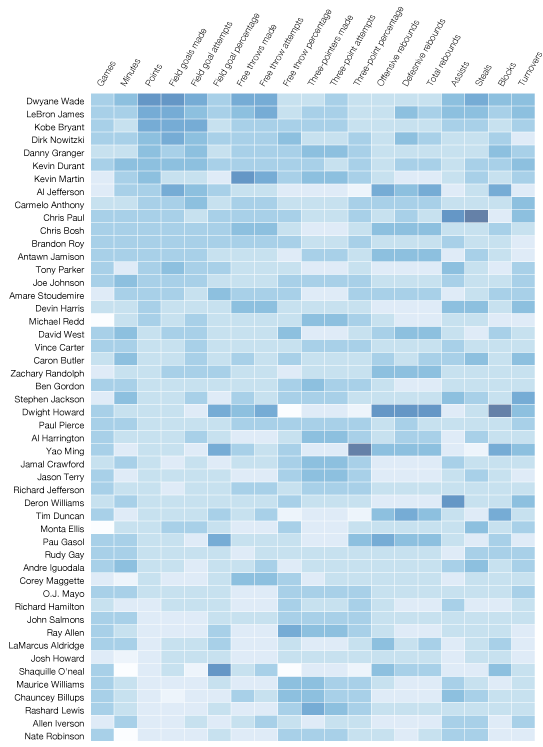 Games
Minutes
Points
Field goals made
Field goal attempts
Field goal percentage
Free throws made
Free throw attempts
Free throw percentage
Three-pointers made
Three-point attempts
Three-point percentage
Offensive rebounds
Defensive rebounds
Total rebounds
Assists
Steals
Blocks
Turnovers
Dwyane Wade
LeBron James
Kobe Bryant
Dirk Nowitzki
Danny Granger
Kevin Durant
Kevin Martin
Al Jefferson
Carmelo Anthony
Chris Paul
Chris Bosh
Brandon Roy
Antawn Jamison
Tony Parker
Joe Johnson
Amare Stoudemire
Devin Harris
Michael Redd
David West
Vince Carter
Caron Butler
Zachary Randolph
Ben Gordon
Stephen Jackson
Dwight Howard
Paul Pierce
Al Harrington
Yao Ming
Jamal Crawford
Jason Terry
Richard Jefferson
Deron Williams
Tim Duncan
Monta Ellis
Pau Gasol
Rudy Gay
Andre Iguodala
Corey Maggette
O.J. Mayo
Richard Hamilton
John Salmons
Ray Allen
LaMarcus Aldridge
Josh Howard
Shaquille O'neal
Maurice Williams
Chauncey Billups
Rashard Lewis
Allen Iverson
Nate Robinson